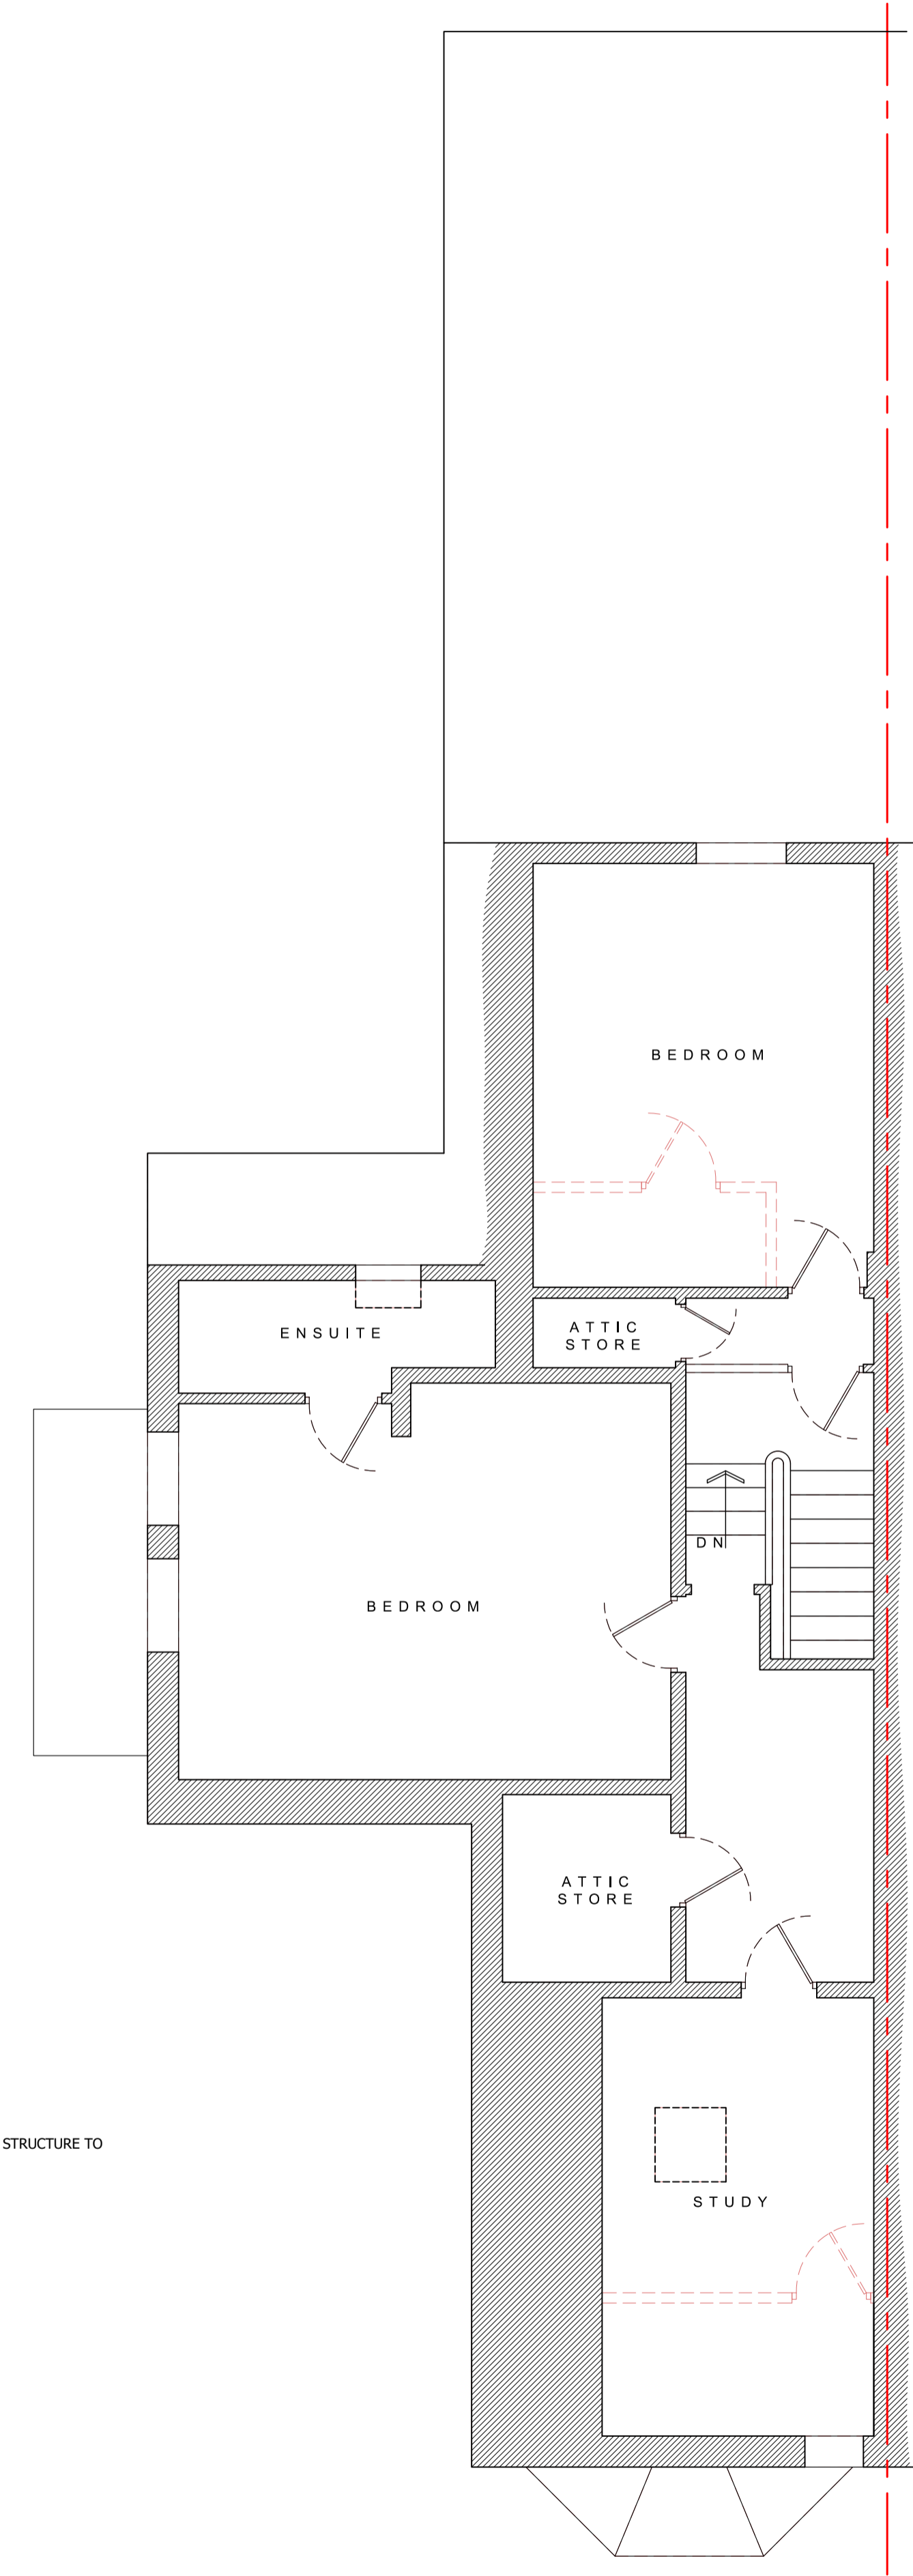 BEDROOM
ENSUITE
ATTIC
STORE
DN
BEDROOM
ATTIC
STORE
STRUCTURE TO
STUDY